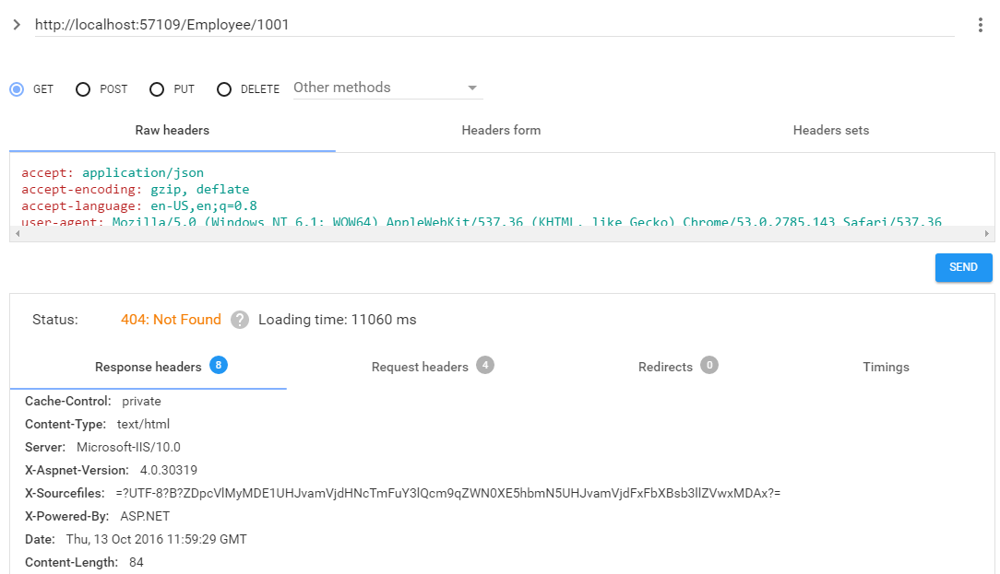 http://localhost:57109/Employee/1001
GET POST PUT DELETE Other methods
Raw headers Headers form Headers sets
accept: application/json
accept-encoding: gzip, deflate
accept-language: en-US,en;q=0.8
user-agent: Mozilla/5.0 (Windows NT 6.1; WOW64) AppleWebKit/537.36 (KHTML, like Gecko) Chrome/53.0.2785.143 Safari/537.36
SEND
Status: 404: Not Found ? Loading time: 11060 ms
Response headers 8 Request headers 4 Redirects 0 Timings
Cache-Control: private
Content-Type: text/html
Server: Microsoft-IIS/10.0
X-Aspnet-Version: 4.0.30319
X-Sourcefiles: =?UTF-8?B?ZDpcVlMyMDE1UHJvamVjdHNcTmFuY3lQcm9qZWN0XE5hbmN5UHJvamVjdFxFbXBsb3llZVwxMDAx?=
X-Powered-By: ASP.NET
Date: Thu, 13 Oct 2016 11:59:29 GMT
Content-Length: 84